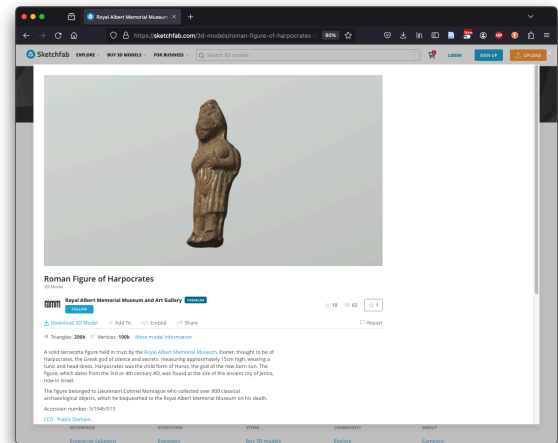 Royal Albert Memorial Museum
https://sketchfab.com/3d-models/roman-figure-of-harpocrates-
80%
Sketchfab EXPLORE BUY 3D MODELS FOR BUSINESS Search 3D models LOGIN SIGN UP UPLOAD
Roman Figure of Harpocrates
3D Model
ramm Royal Albert Memorial Museum and Art Gallery PREMIUM
FOLLOW
10 62 1
Download 3D Model + Add To </> Embed Share Report
Triangles: 200k Vertices: 100k More model information
A solid terracotta figure held in trust by the Royal Albert Memorial Museum, Exeter, thought to be of
Harpocrates, the Greek god of silence and secrets. measuring approximately 15cm high, wearing a
tunic and head-dress. Harpocrates was the child form of Horus, the god of the new born sun. The
figure, which dates from the 3rd or 4th century AD, was found at the site of the ancient city of Jerico,
now in Israel.
The figure belonged to Lieutenant Colonel Montague who collected over 800 classical
archaeological objects, which he bequeathed to the Royal Albert Memorial Museum on his death.
Accession number: 5/1946/515
CC0 - Public Domain
ENTERPRISE ECOSYSTEM STORE COMMUNITY ABOUT
Enterprise Solutions Exporters Buy 3D models Explore Company